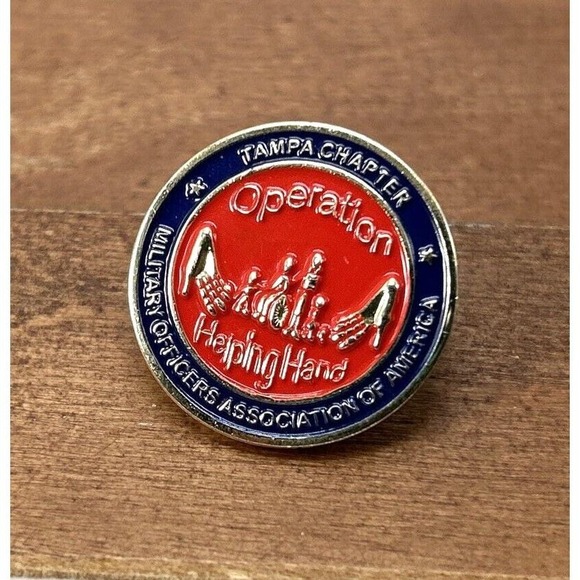 TAMPA CHAPTER
Operation
Helping Hand
MILITARY OFFICERS ASSOCIATION OF AMERICA